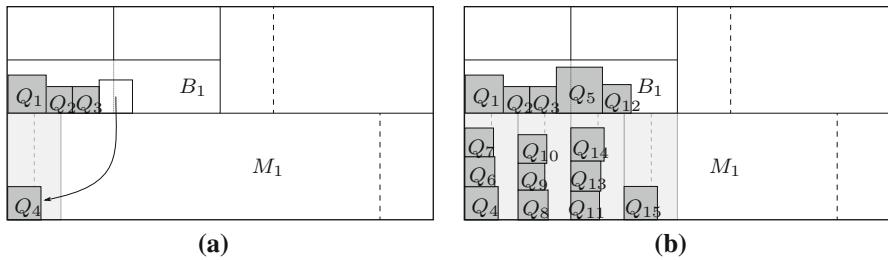 Q1 Q2 Q3 B1
M1
Q4
(a)
Q1 Q2 Q3 Q5 Q12 B1
Q7 Q10 Q14
Q6 Q9 Q13 M1
Q4 Q8 Q11 Q15
(b)